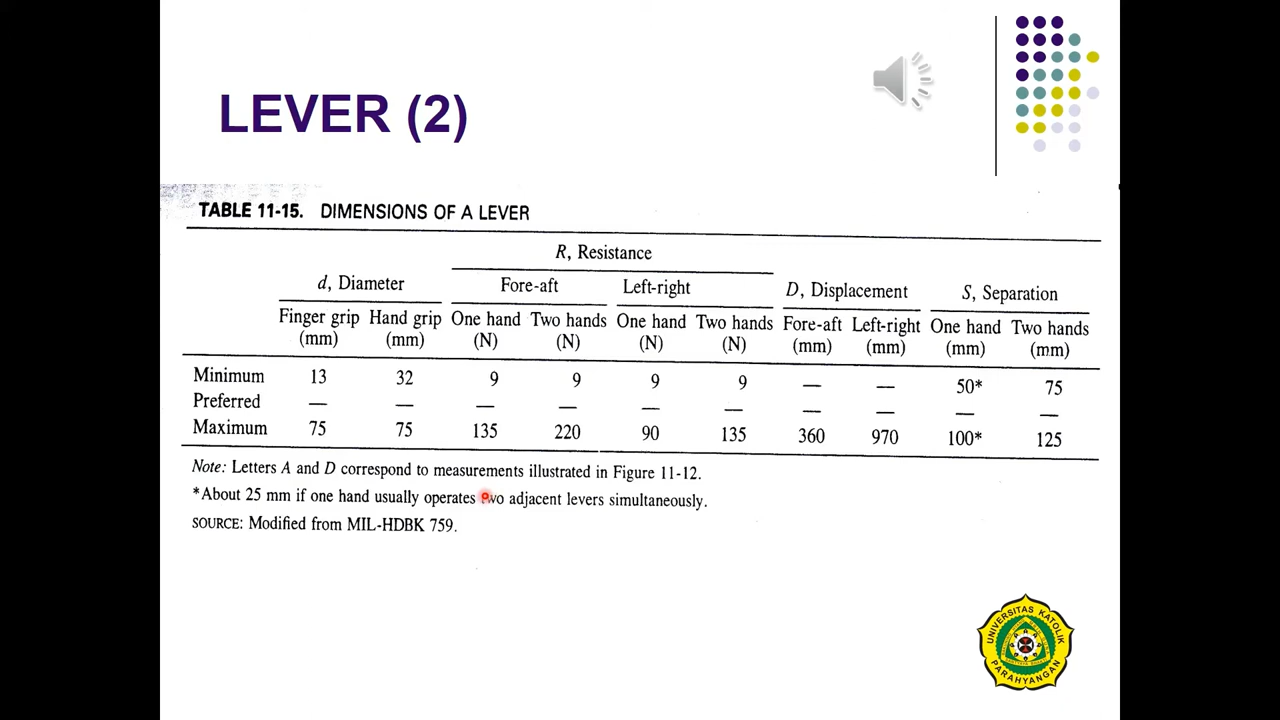 LEVER (2)
TABLE 11-15. DIMENSIONS OF A LEVER
R, Resistance
d, Diameter Fore-aft Left-right D, Displacement S, Separation
Finger grip Hand grip One hand Two hands One hand Two hands Fore-aft Left-right One hand Two hands
(mm) (mm) (N) (N) (N) (N) (mm) (mm) (mm) (mm)
Minimum 13 32 9 9 9 9 — — 50* 75
Preferred — — — — — — — — — —
Maximum 75 75 135 220 90 135 360 970 100* 125
Note: Letters A and D correspond to measurements illustrated in Figure 11-12.
*About 25 mm if one hand usually operates two adjacent levers simultaneously.
SOURCE: Modified from MIL-HDBK 759.
UNIVERSITAS KATOLIK
PARAHYANGAN